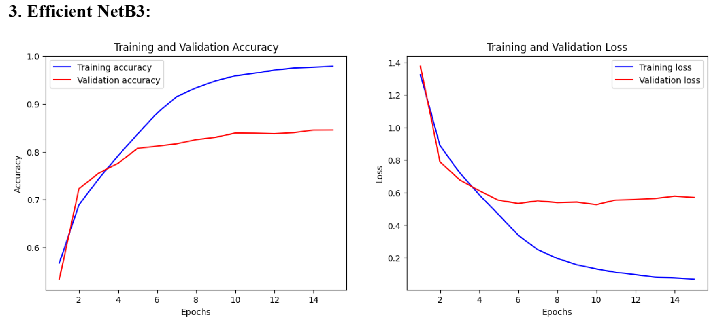 3. Efficient NetB3:
Training and Validation Accuracy
1.0
0.9
0.8
0.7
0.6
Accuracy
Training accuracy
Validation accuracy
2 4 6 8 10 12 14
Epochs
Training and Validation Loss
1.4
1.2
1.0
0.8
0.6
0.4
0.2
Loss
Training loss
Validation loss
2 4 6 8 10 12 14
Epochs